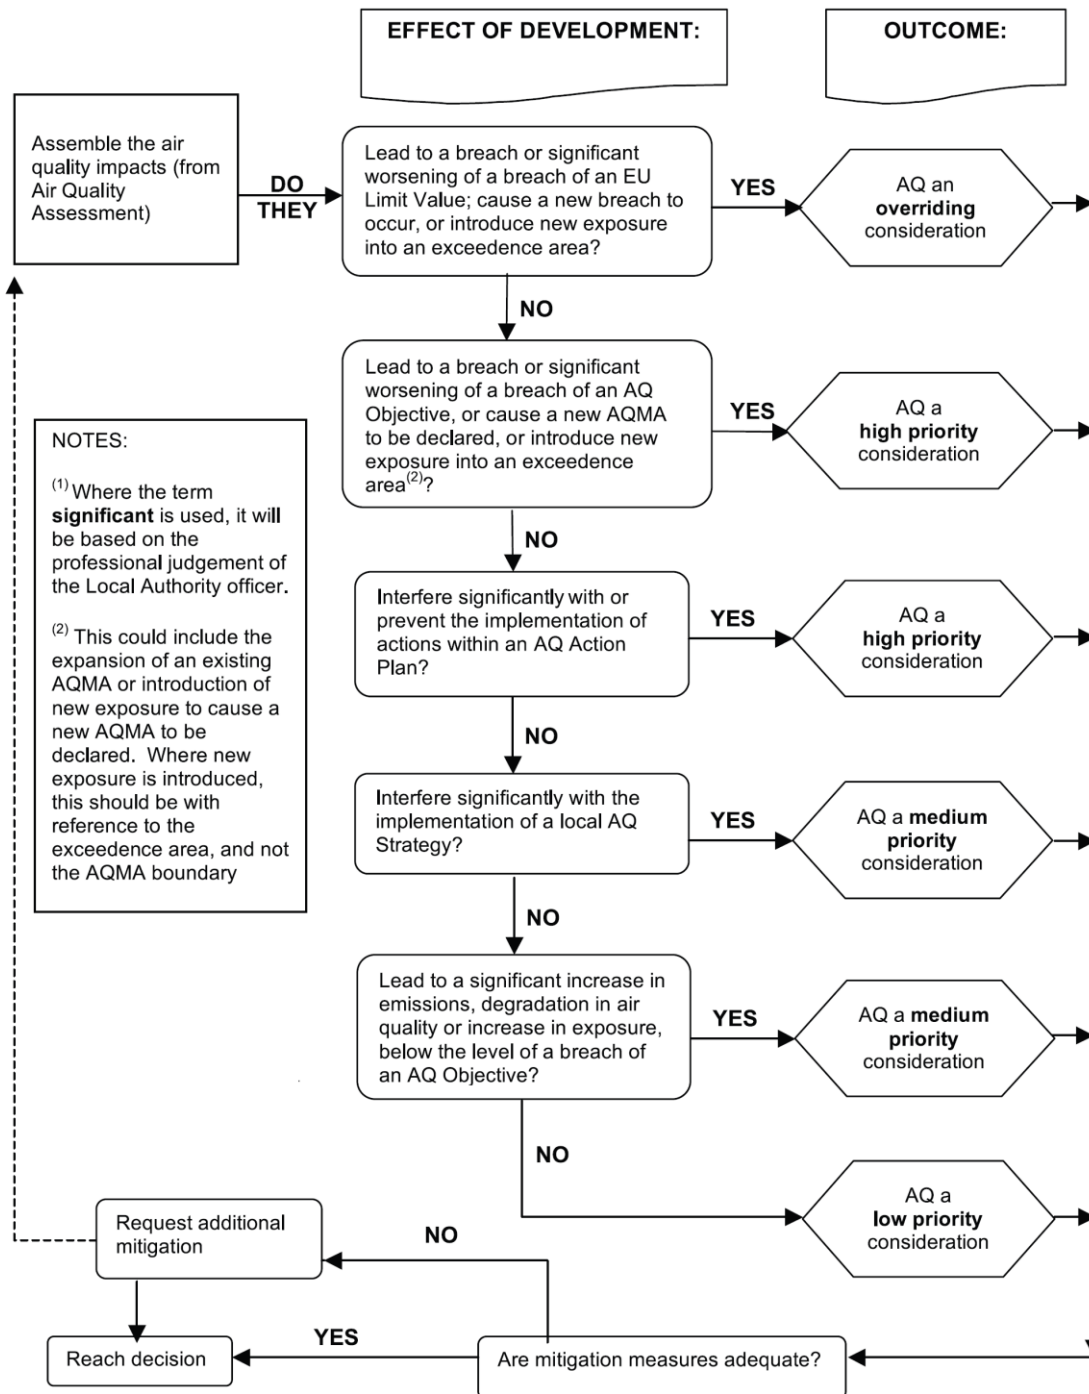 EFFECT OF DEVELOPMENT:
OUTCOME:
Assemble the air
quality impacts (from
Air Quality
Assessment)
DO
THEY
Lead to a breach or significant
worsening of a breach of an EU
Limit Value; cause a new breach to
occur, or introduce new exposure
into an exceedence area?
YES
AQ an
overriding
consideration
NO
Lead to a breach or significant
worsening of a breach of an AQ
Objective, or cause a new AQMA
to be declared, or introduce new
exposure into an exceedence
area(2)?
YES
AQ a
high priority
consideration
NO
NOTES:
(1) Where the term
significant is used, it will
be based on the
professional judgement of
the Local Authority officer.
(2) This could include the
expansion of an existing
AQMA or introduction of
new exposure to cause a
new AQMA to be
declared. Where new
exposure is introduced,
this should be with
reference to the
exceedence area, and not
the AQMA boundary
Interfere significantly with or
prevent the implementation of
actions within an AQ Action
Plan?
YES
AQ a
high priority
consideration
NO
Interfere significantly with the
implementation of a local AQ
Strategy?
YES
AQ a medium
priority
consideration
NO
Lead to a significant increase in
emissions, degradation in air
quality or increase in exposure,
below the level of a breach of
an AQ Objective?
YES
AQ a medium
priority
consideration
NO
AQ a
low priority
consideration
Request additional
mitigation
NO
Reach decision
YES
Are mitigation measures adequate?